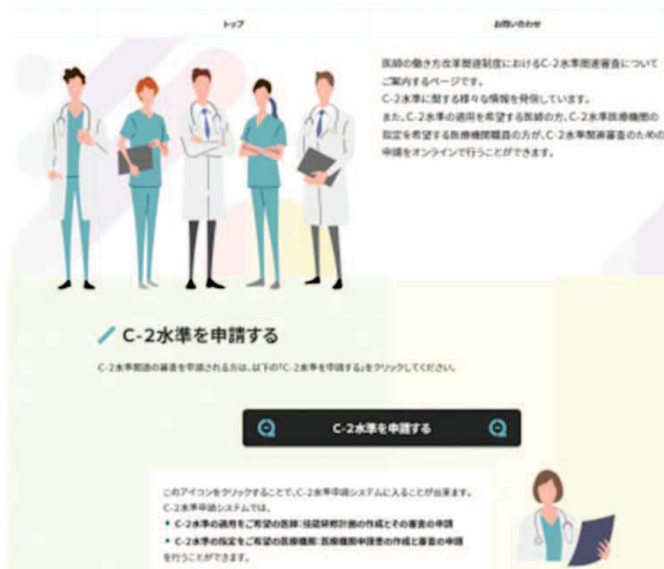 トップ
お問い合わせ
医師の働き方改革関連制度におけるC-2水準関連審査について
ご案内するページです。
C-2水準に関する様々な情報を発信しています。
また、C-2水準の適用を希望する医師の方、C-2水準医療機関の
指定を希望する医療機関職員の方が、C-2水準関連審査のための
申請をオンラインで行うことができます。
C-2水準を申請する
C-2水準関連の審査を申請される方は、以下の「C-2水準を申請する」をクリックしてください。
C-2水準を申請する
このアイコンをクリックすることで、C-2水準申請システムに入ることが出来ます。
C-2水準申請システムでは、
• C-2水準の適用をご希望の医師：技能研修計画の作成とその審査の申請
• C-2水準の指定をご希望の医療機関：医療機関申請書の作成と審査の申請
を行うことができます。